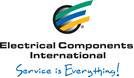 Electrical Components
International
Service is Everything!